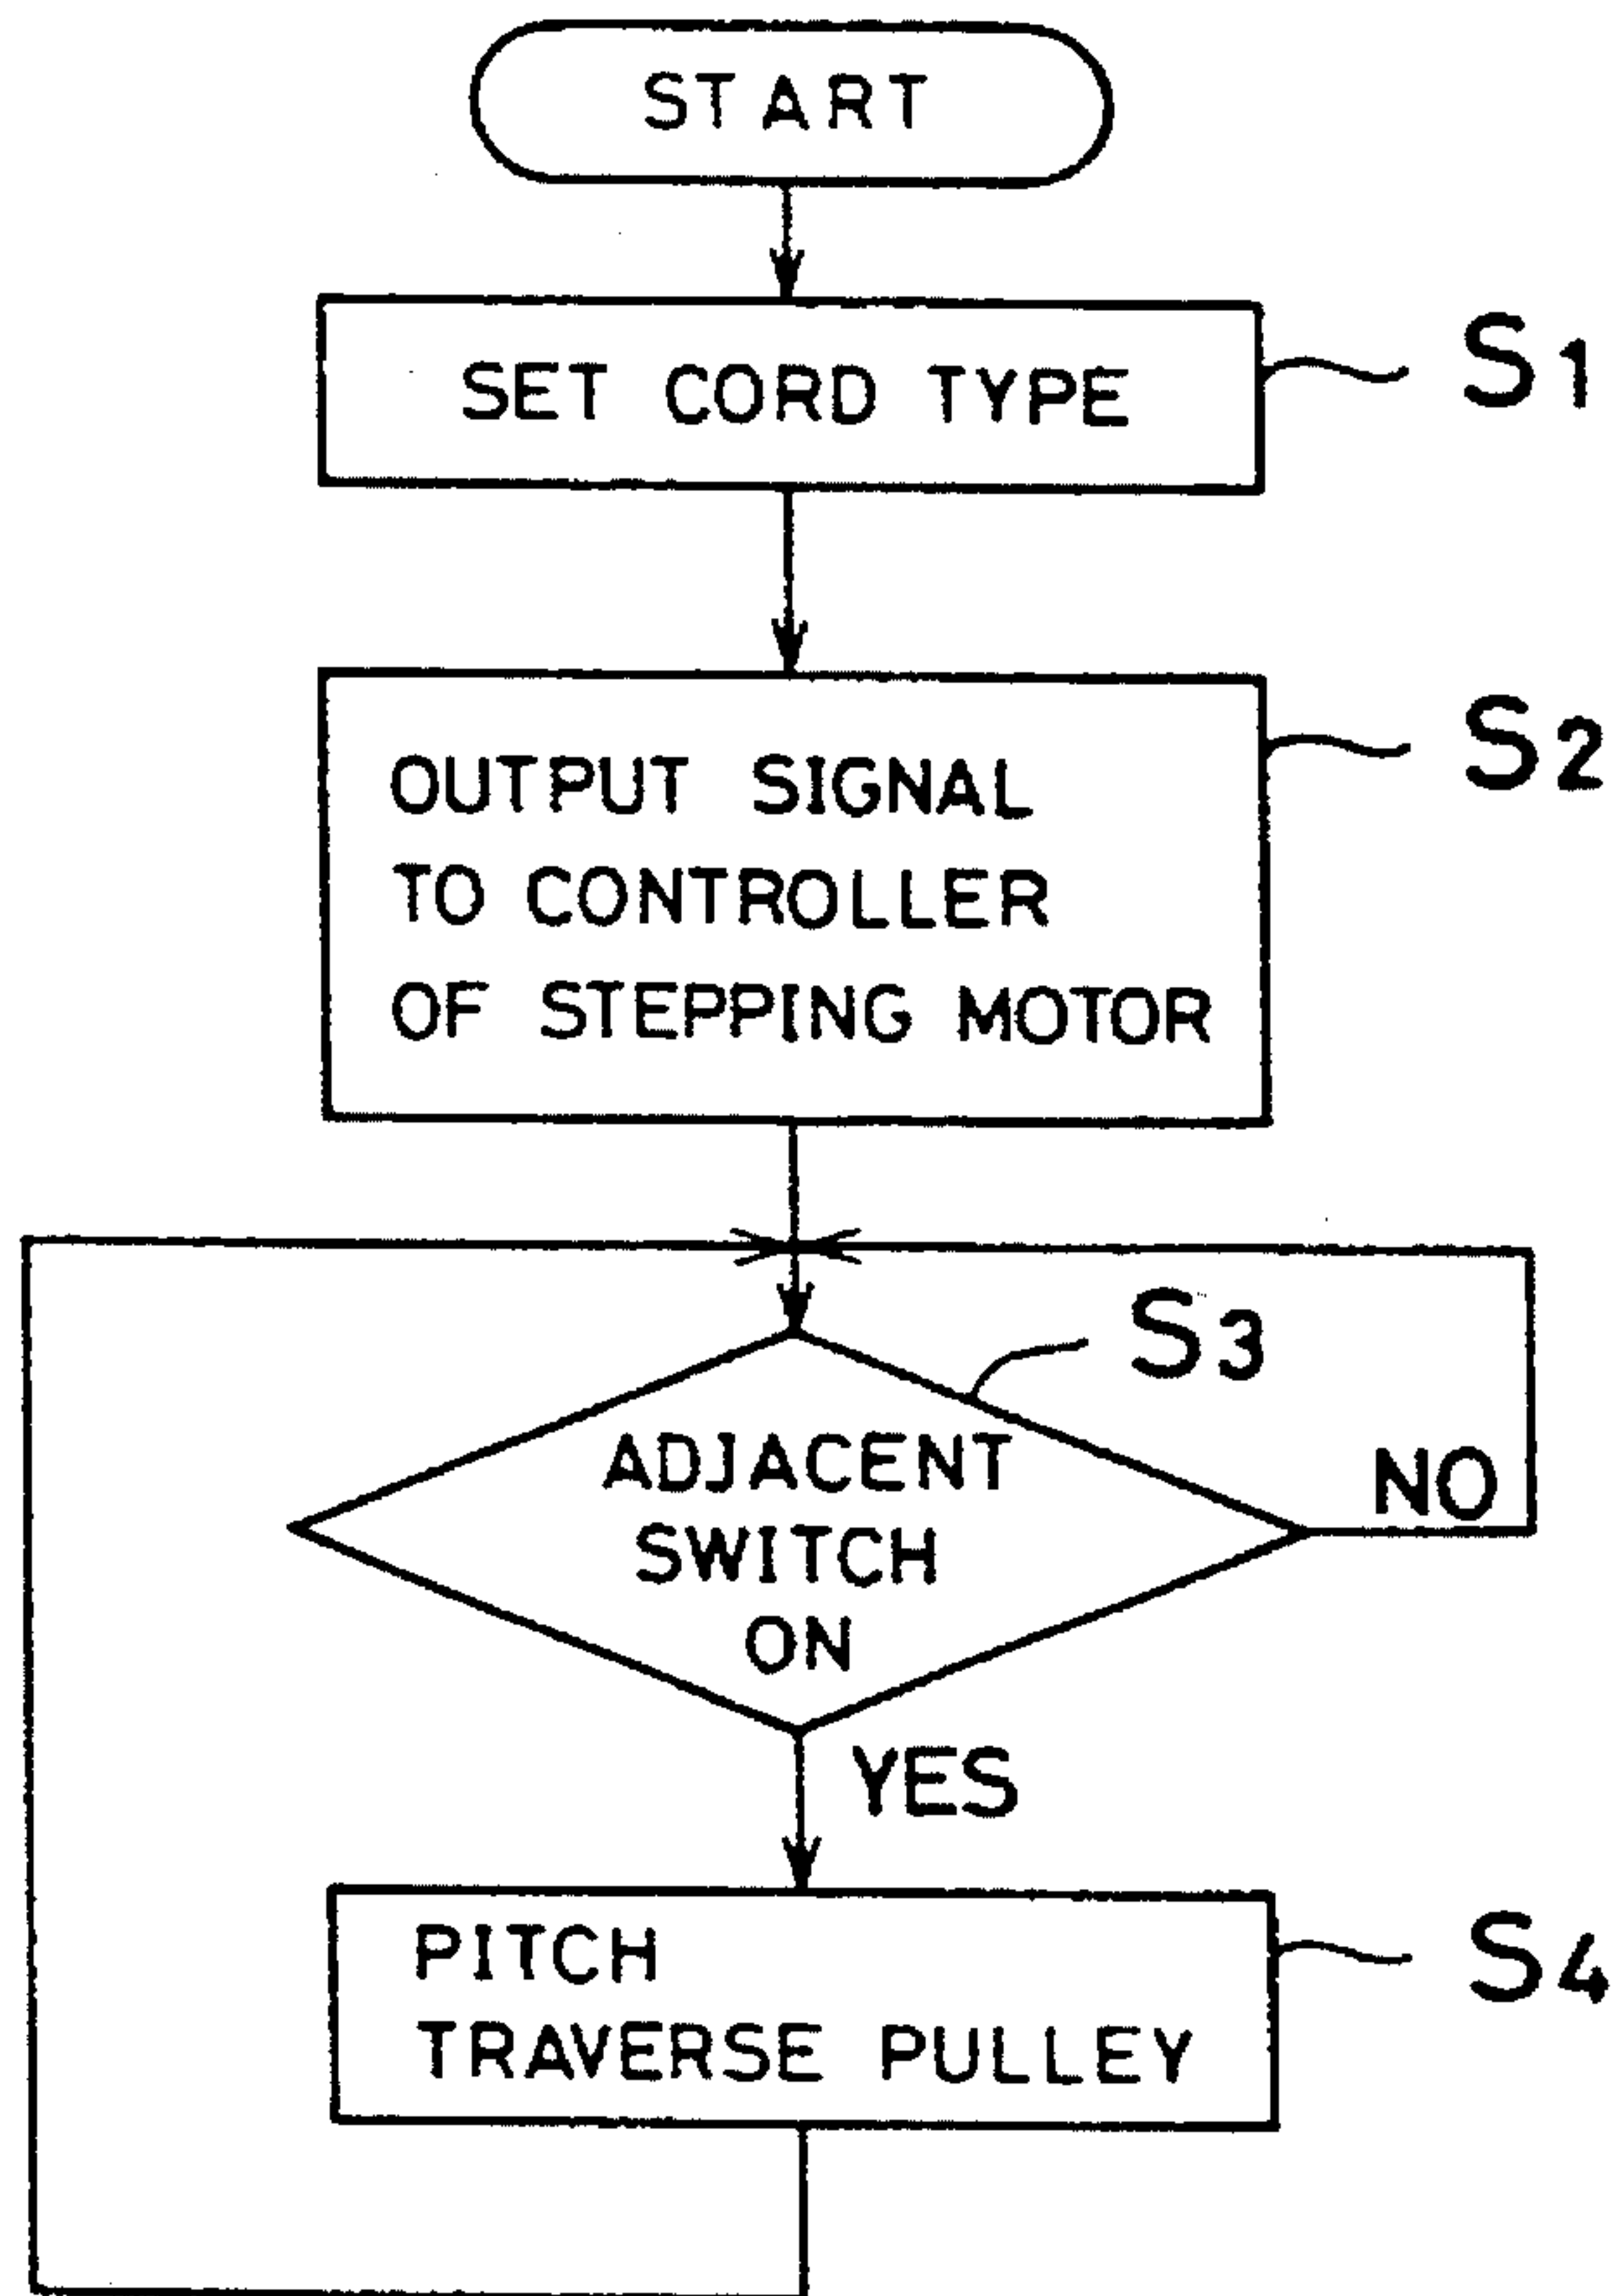 START
SET CORD TYPE
S1
OUTPUT SIGNAL
TO CONTROLLER
OF STEPPING MOTOR
S2
S3
ADJACENT
SWITCH
ON
NO
YES
PITCH
TRAVERSE PULLEY
S4